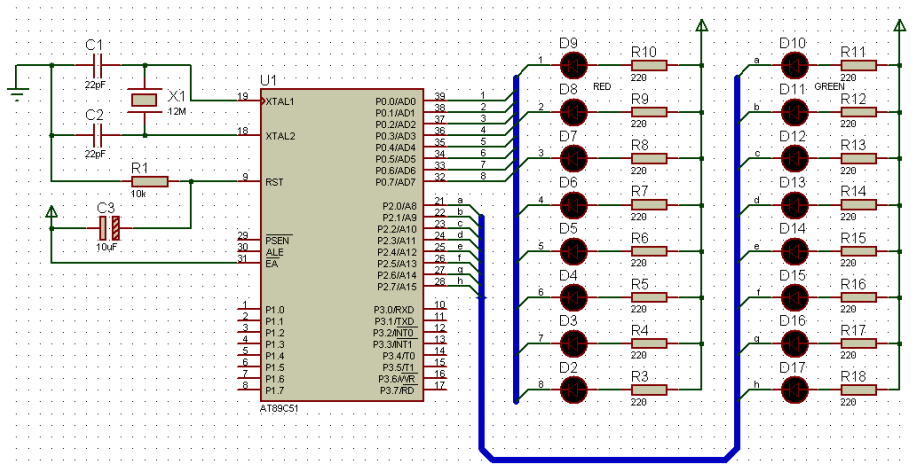 C1
22pF
X1
12M
C2
22pF
R1
10k
C3
10uF
U1
19 XTAL1
18 XTAL2
9 RST
29 PSEN
30 ALE
31 EA
1 P1.0
2 P1.1
3 P1.2
4 P1.3
5 P1.4
6 P1.5
7 P1.6
8 P1.7
P0.0/AD0 39 1
P0.1/AD1 38 2
P0.2/AD2 37 3
P0.3/AD3 36 4
P0.4/AD4 35 5
P0.5/AD5 34 6
P0.6/AD6 33 7
P0.7/AD7 32 8
P2.0/A8 21 a
P2.1/A9 22 b
P2.2/A10 23 c
P2.3/A11 24 d
P2.4/A12 25 e
P2.5/A13 26 f
P2.6/A14 27 g
P2.7/A15 28 h
P3.0/RXD 10
P3.1/TXD 11
P3.2/INT0 12
P3.3/INT1 13
P3.4/T0 14
P3.5/T1 15
P3.6/WR 16
P3.7/RD 17
AT89C51
1 D9 R10 220
RED
2 D8 R9 220
3 D7 R8 220
4 D6 R7 220
5 D5 R6 220
6 D4 R5 220
7 D3 R4 220
8 D2 R3 220
a D10 R11 220
GREEN
b D11 R12 220
c D12 R13 220
d D13 R14 220
e D14 R15 220
f D15 R16 220
g D16 R17 220
h D17 R18 220